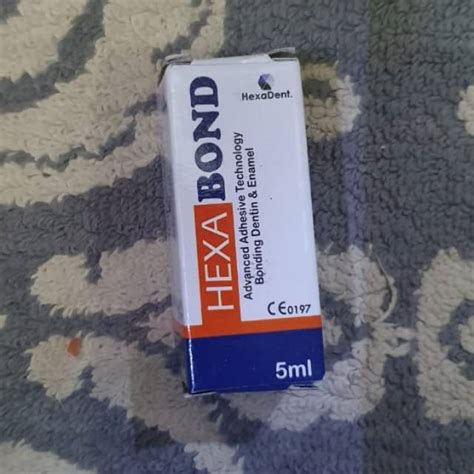 HexaDent.
HEXA BOND
Advanced Adhesive Technology
Bonding Dentin & Enamel
CE0197
5ml